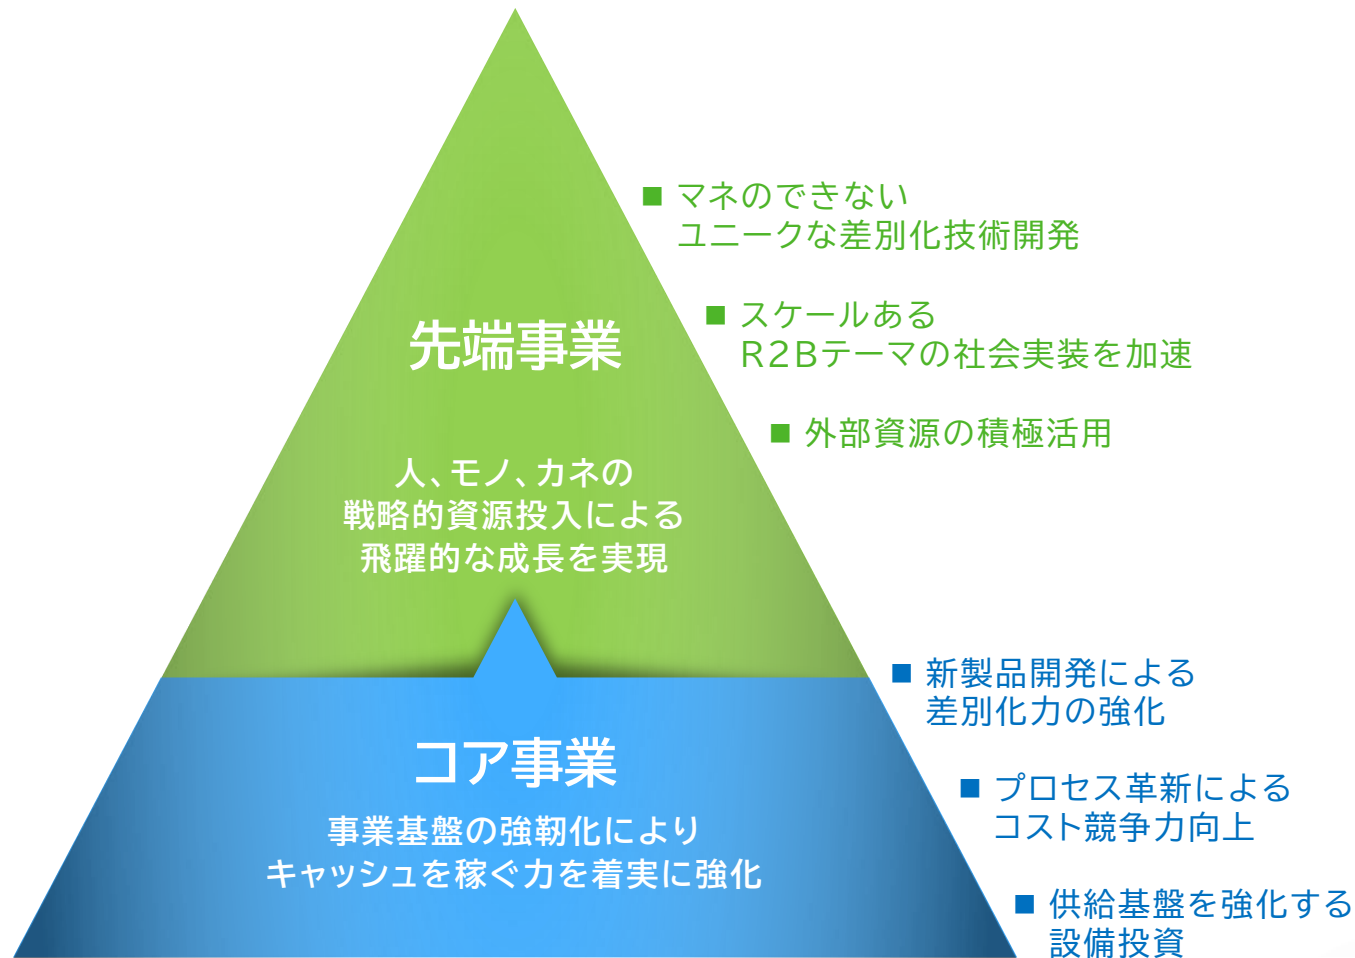 先端事業
人、モノ、カネの
戦略的資源投入による
飛躍的な成長を実現
■ マネのできない
ユニークな差別化技術開発
■ スケールある
R2Bテーマの社会実装を加速
■ 外部資源の積極活用
コア事業
事業基盤の強靭化により
キャッシュを稼ぐ力を着実に強化
■ 新製品開発による
差別化力の強化
■ プロセス革新による
コスト競争力向上
■ 供給基盤を強化する
設備投資